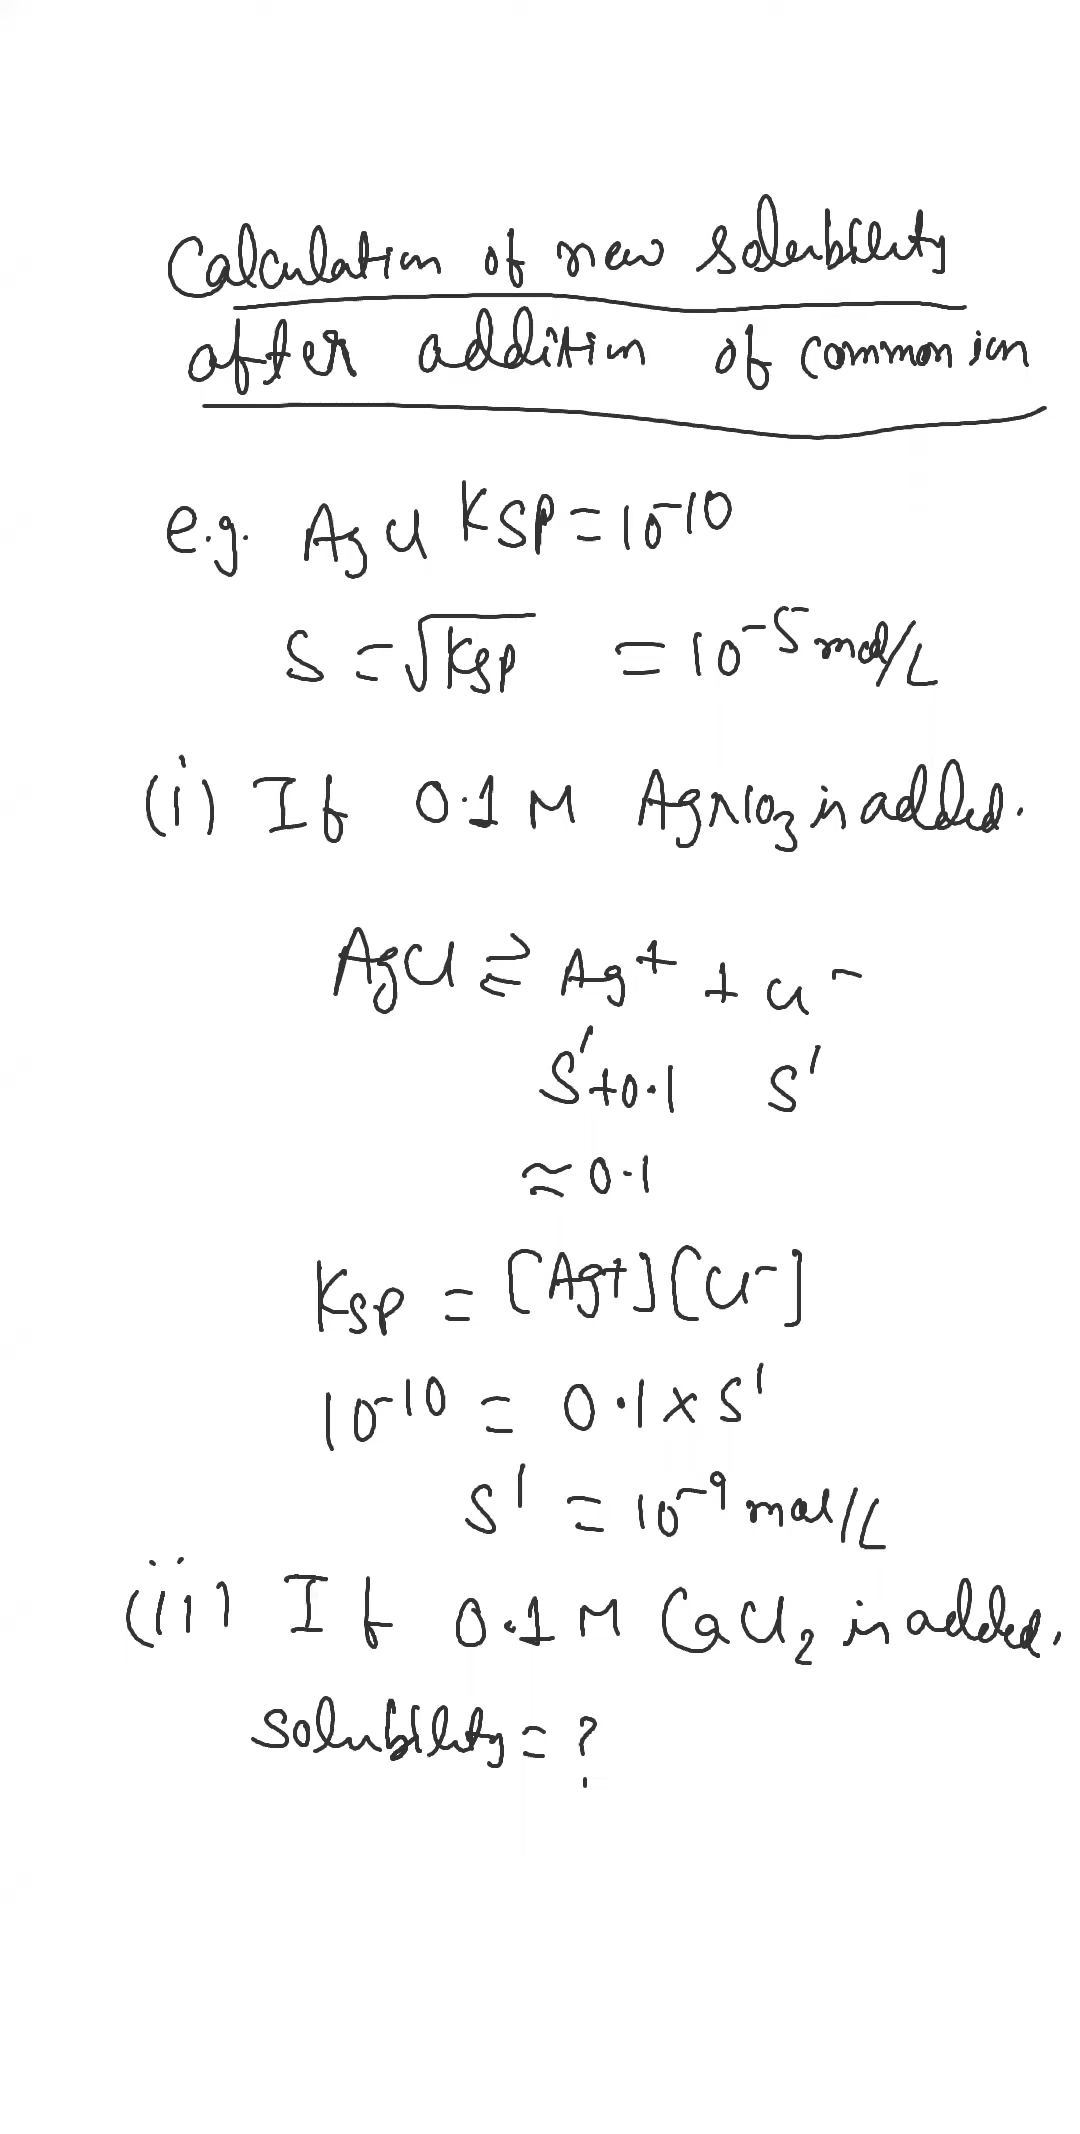 Calculation of new solubility
after addition of common ion
e.g. AgCl Ksp = 10⁻¹⁰
S = √Ksp = 10⁻⁵ mol/L
(i) If 0.1 M AgNO₃ is added.
AgCl ⇌ Ag⁺ + Cl⁻
S'+0.1 S'
≈ 0.1
Ksp = [Ag+] [Cl⁻]
10⁻¹⁰ = 0.1 × S'
S' = 10⁻⁹ mol/L
(ii) If 0.1 M CaCl₂ is added.
solubility = ?